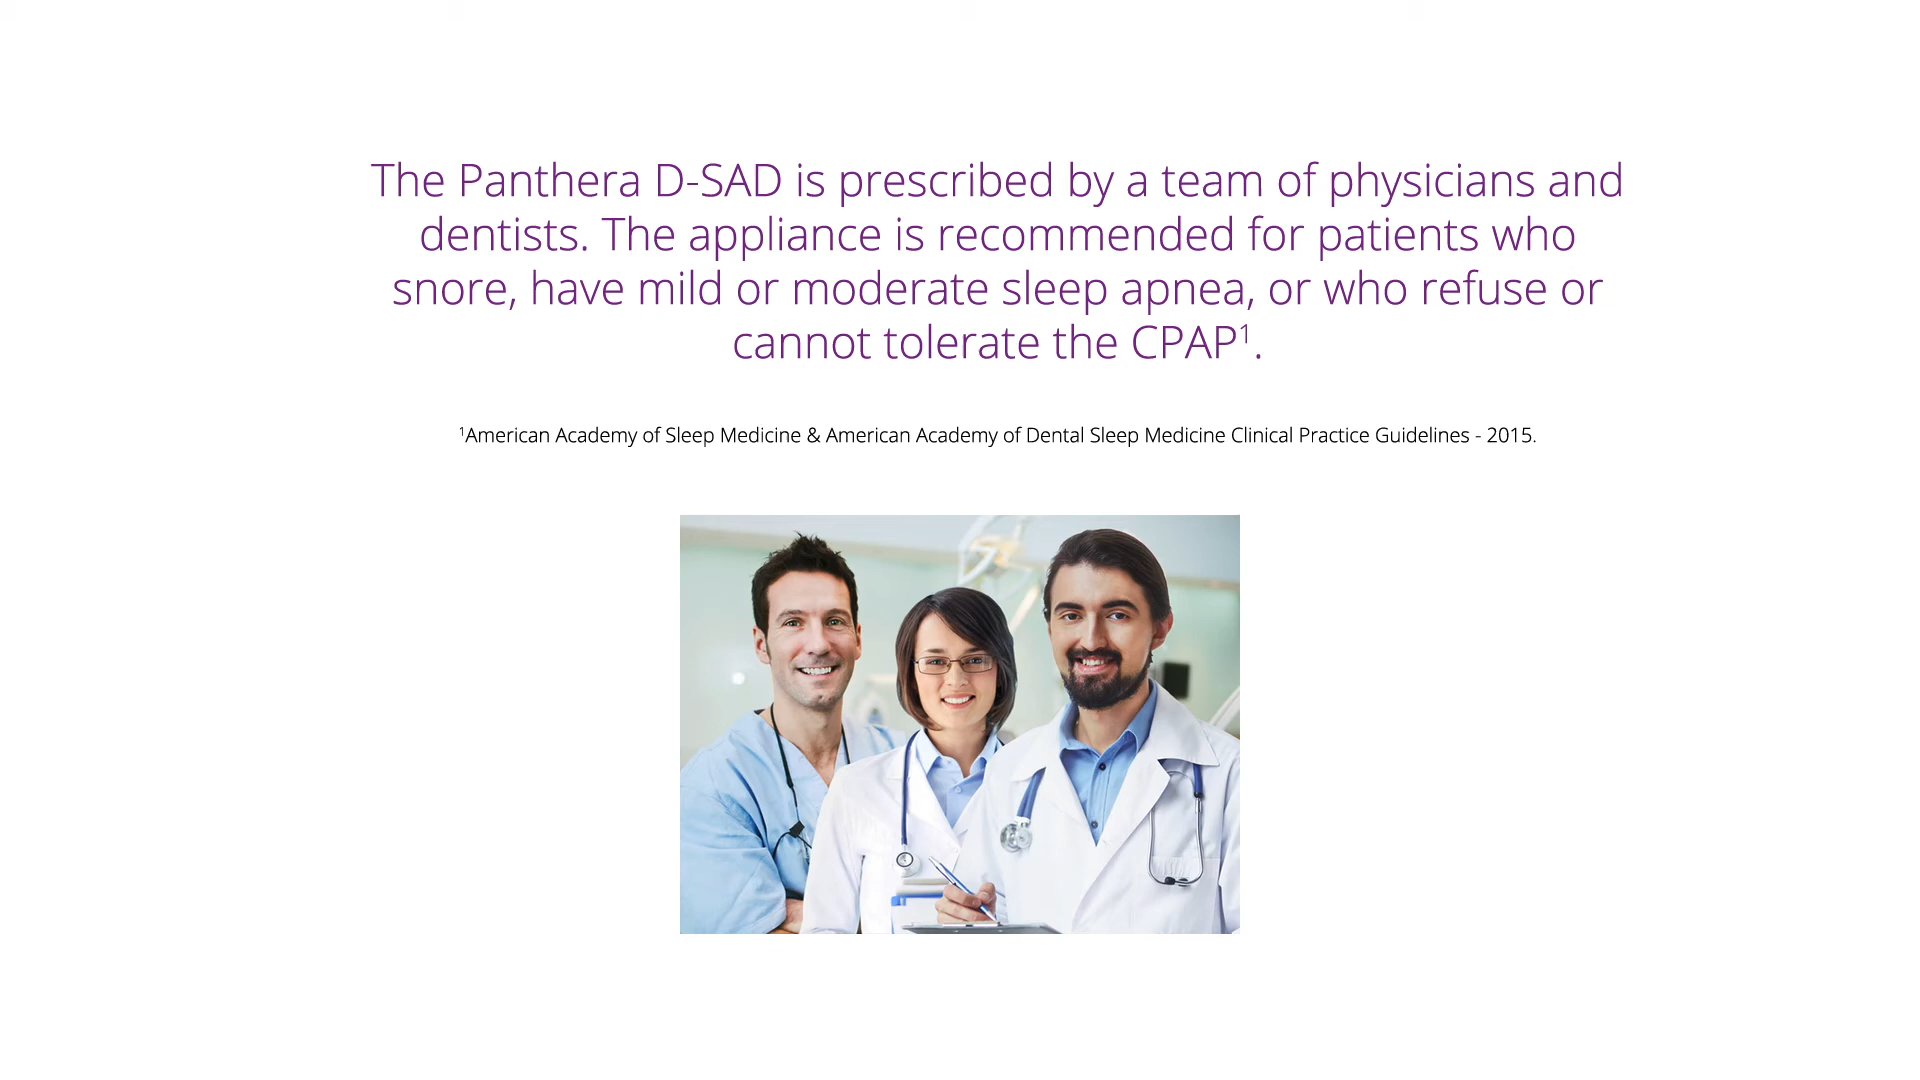 The Panthera D-SAD is prescribed by a team of physicians and
dentists. The appliance is recommended for patients who
snore, have mild or moderate sleep apnea, or who refuse or
cannot tolerate the CPAP¹.
¹American Academy of Sleep Medicine & American Academy of Dental Sleep Medicine Clinical Practice Guidelines - 2015.